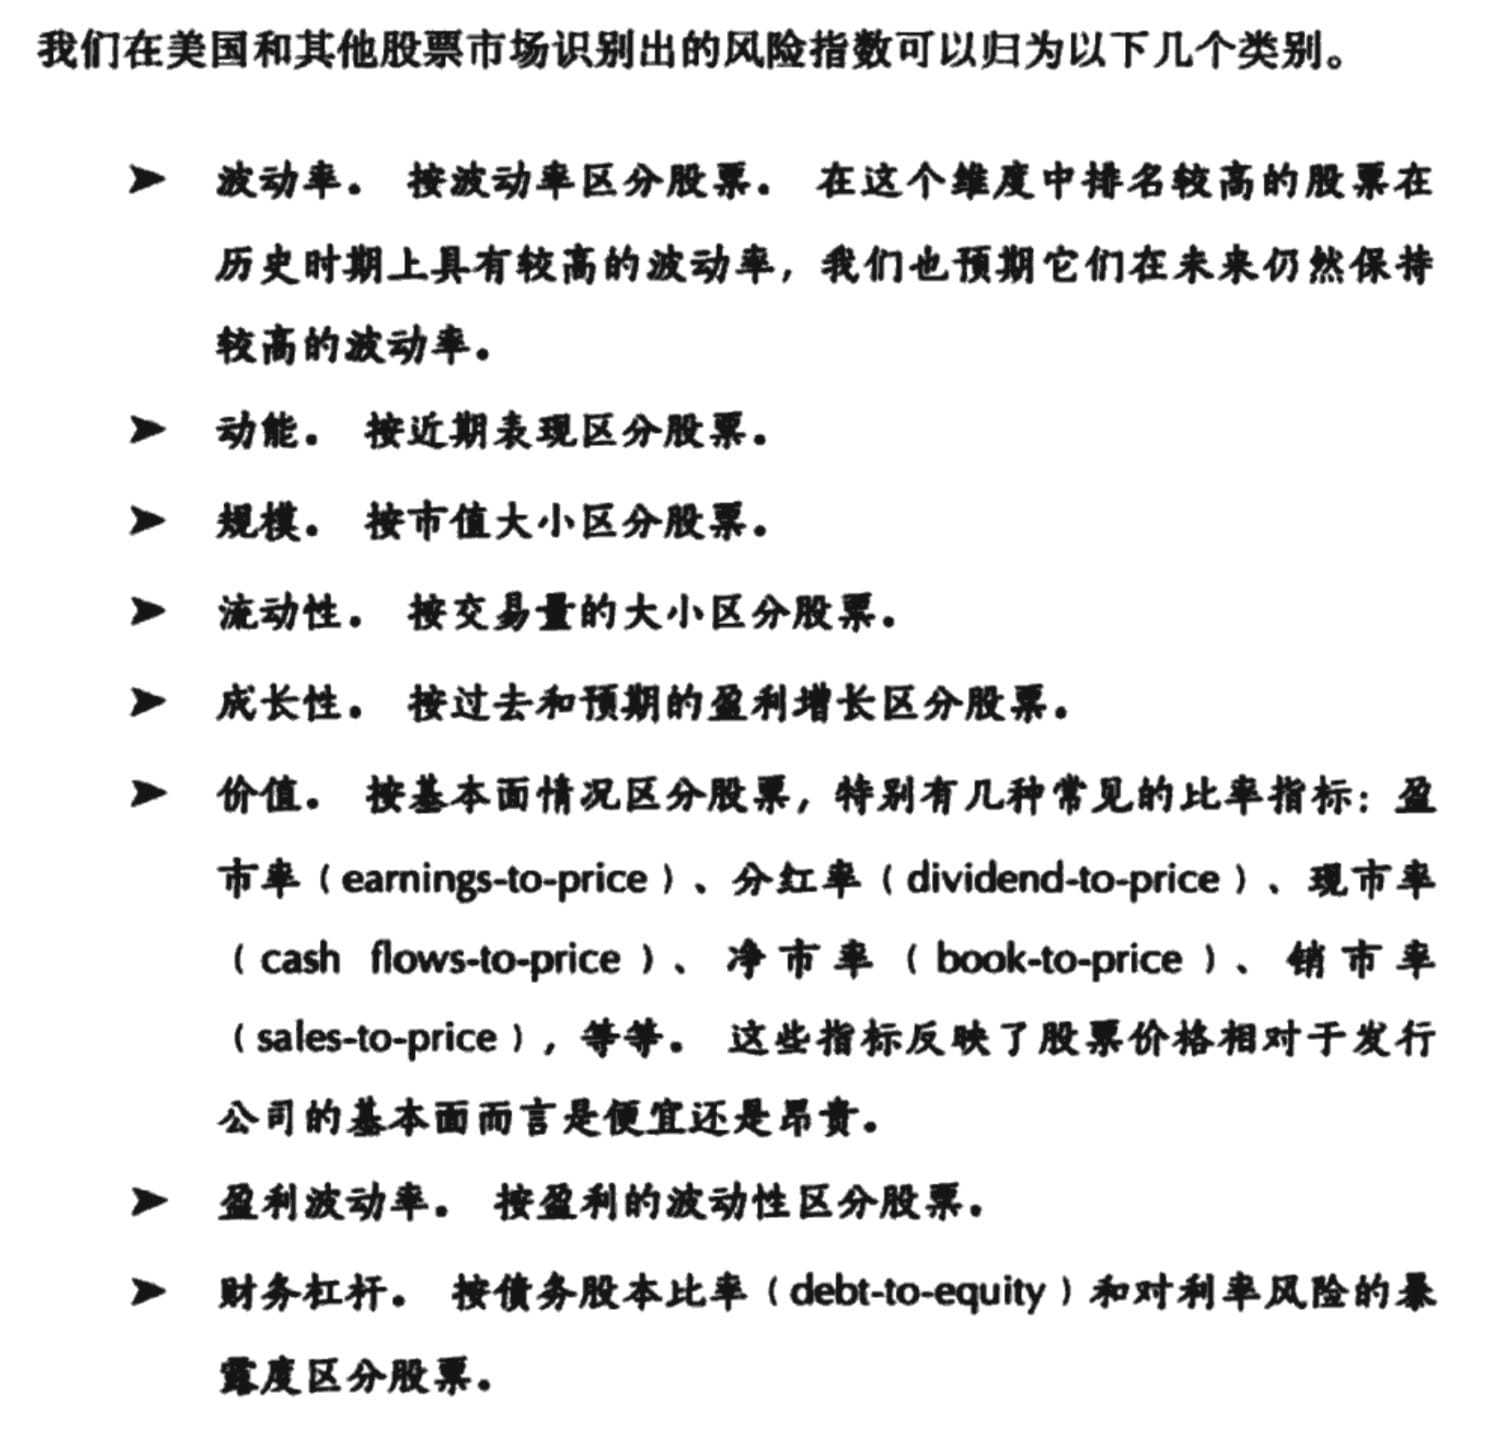 我们在美国和其他股票市场识别出的风险指数可以归为以下几个类别。
➤ 波动率。 按波动率区分股票。 在这个维度中排名较高的股票在
历史时期上具有较高的波动率，我们也预期它们在未来仍然保持
较高的波动率。
➤ 动能。 按近期表现区分股票。
➤ 规模。 按市值大小区分股票。
➤ 流动性。 按交易量的大小区分股票。
➤ 成长性。 按过去和预期的盈利增长区分股票。
➤ 价值。 按基本面情况区分股票，特别有几种常见的比率指标：盈
市率（earnings-to-price）、分红率（dividend-to-price）、现市率
（cash flows-to-price）、净市率（book-to-price）、销市率
（sales-to-price），等等。 这些指标反映了股票价格相对于发行
公司的基本面而言是便宜还是昂贵。
➤ 盈利波动率。 按盈利的波动性区分股票。
➤ 财务杠杆。 按债务股本比率（debt-to-equity）和对利率风险的暴
露度区分股票。